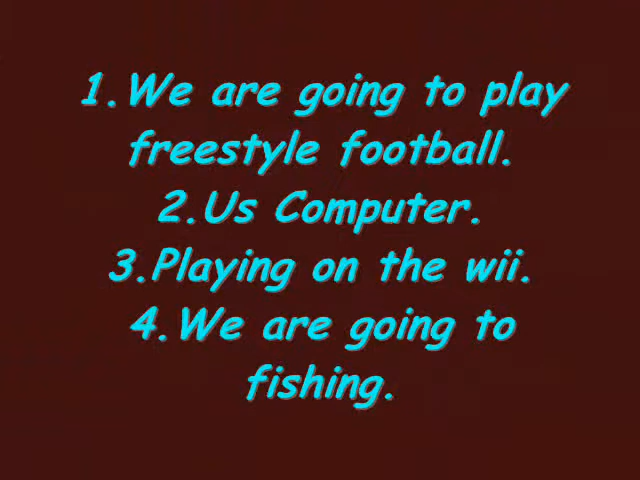 1.We are going to play
freestyle football.
2.Us Computer.
3.Playing on the wii.
4.We are going to
fishing.